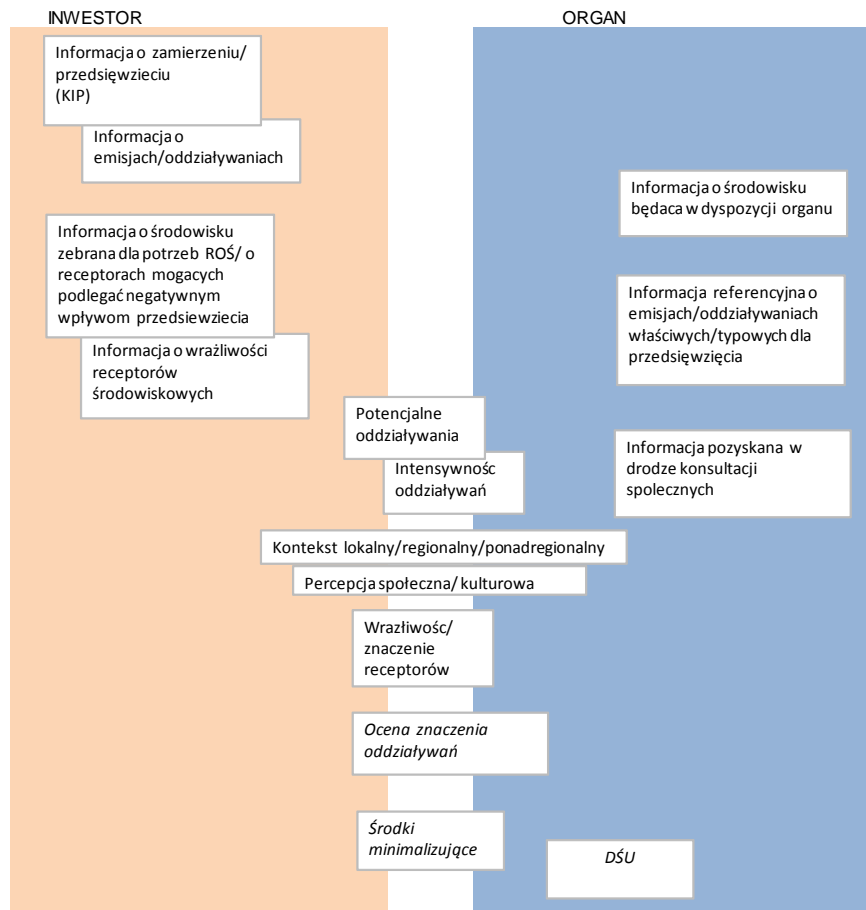 INWESTOR
ORGAN
Informacja o zamierzeniu/
przedsięwzieciu
(KIP)
Informacja o
emisjach/oddziaływaniach
Informacja o środowisku
będaca w dyspozycji organu
Informacja o środowisku
zebrana dla potrzeb ROŚ/ o
receptorach mogacych
podlegać negatywnym
wpływom przedsiewziecia
Informacja referencyjna o
emisjach/oddziaływaniach
właściwych/typowych dla
przedsięwzięcia
Informacja o wrażliwości
receptorów
środowiskowych
Potencjalne
oddziaływania
Intensywnośc
oddziaływań
Informacja pozyskana w
drodze konsultacji
spolecznych
Kontekst lokalny/regionalny/ponadregionalny
Percepcja społeczna/ kulturowa
Wrazłiwośc/
znaczenie
receptorów
Ocena znaczenia
oddziaływań
Środki
minimalizujące
DŚU